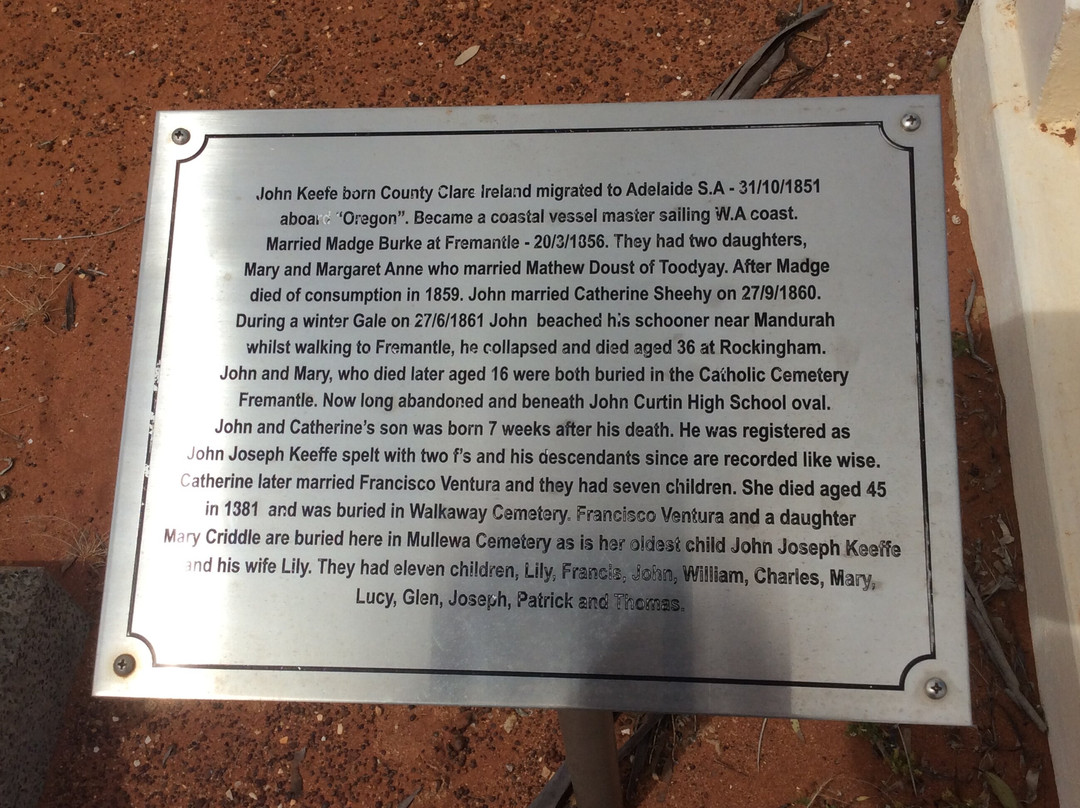 John Keefe born County Clare Ireland migrated to Adelaide S.A - 31/10/1851
aboard "Oregon". Became a coastal vessel master sailing W.A coast.
Married Madge Burke at Fremantle - 20/3/1856. They had two daughters,
Mary and Margaret Anne who married Mathew Doust of Toodyay. After Madge
died of consumption in 1859. John married Catherine Sheehy on 27/9/1860.
During a winter Gale on 27/6/1861 John beached his schooner near Mandurah
whilst walking to Fremantle, he collapsed and died aged 36 at Rockingham.
John and Mary, who died later aged 16 were both buried in the Catholic Cemetery
Fremantle. Now long abandoned and beneath John Curtin High School oval.
John and Catherine's son was born 7 weeks after his death. He was registered as
John Joseph Keeffe spelt with two f's and his descendants since are recorded like wise.
Catherine later married Francisco Ventura and they had seven children. She died aged 45
in 1881 and was buried in Walkaway Cemetery. Francisco Ventura and a daughter
Mary Criddle are buried here in Mullewa Cemetery as is her oldest child John Joseph Keeffe
and his wife Lily. They had eleven children, Lily, Francis, John, William, Charles, Mary,
Lucy, Glen, Joseph, Patrick and Thomas.